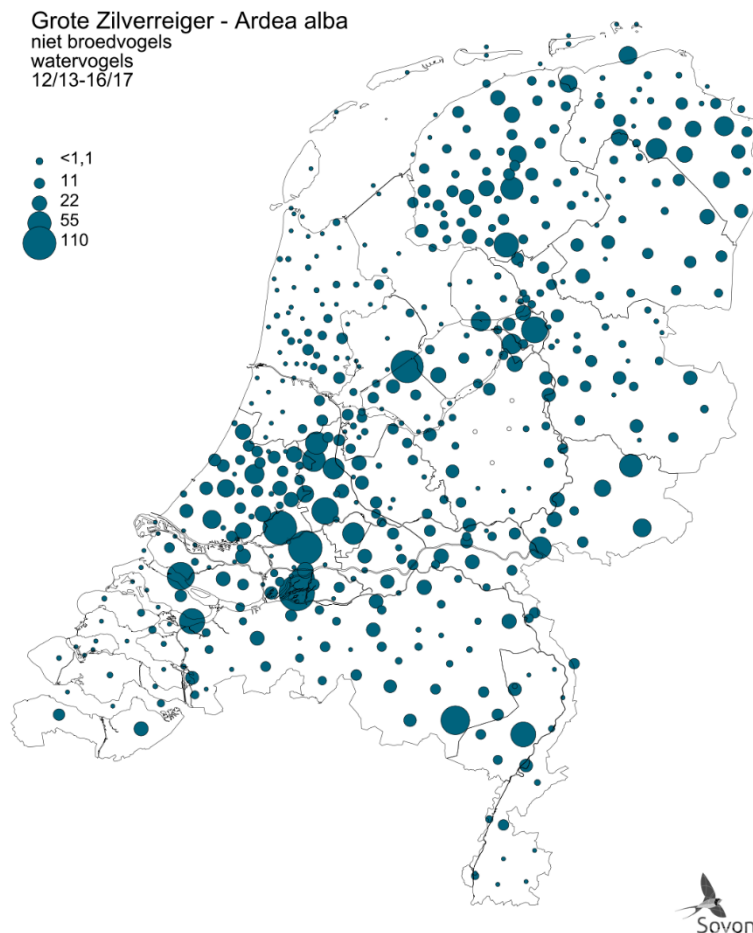 Grote Zilverreiger - Ardea alba
niet broedvogels
watervogels
12/13-16/17
<1,1
11
22
55
110
Sovon